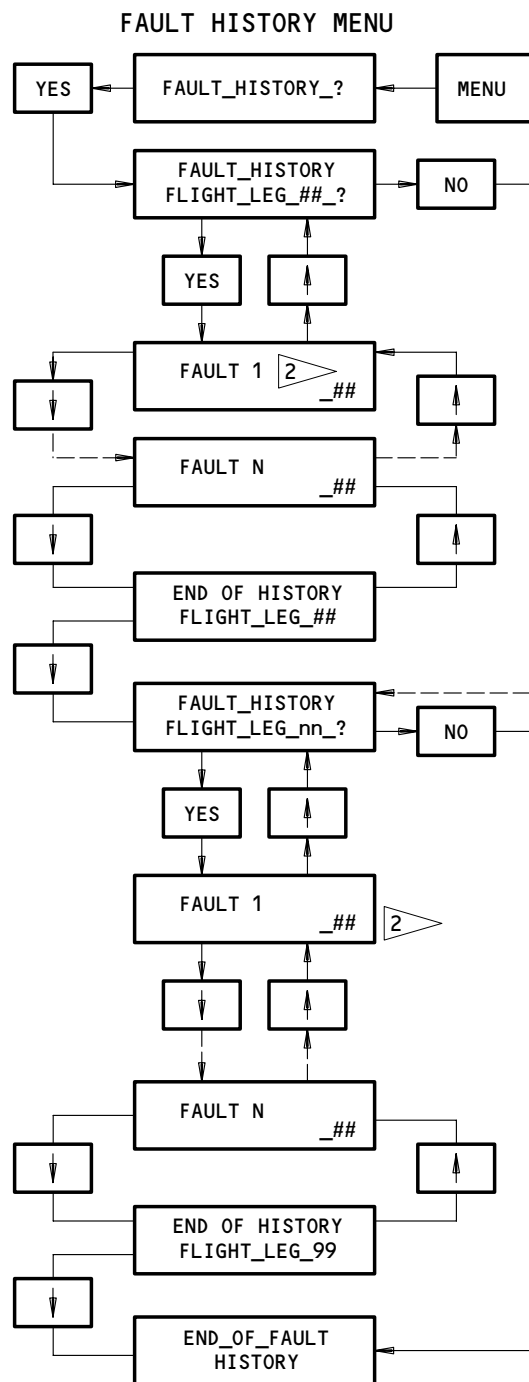 FAULT HISTORY MENU
YES
FAULT_HISTORY_?
MENU
FAULT_HISTORY
FLIGHT_LEG_##_?
NO
YES
FAULT 1
2
_##
FAULT N
_##
END OF HISTORY
FLIGHT_LEG_##
FAULT_HISTORY
FLIGHT_LEG_nn_?
NO
YES
FAULT 1
_##
2
FAULT N
_##
END OF HISTORY
FLIGHT_LEG_99
END_OF_FAULT
HISTORY